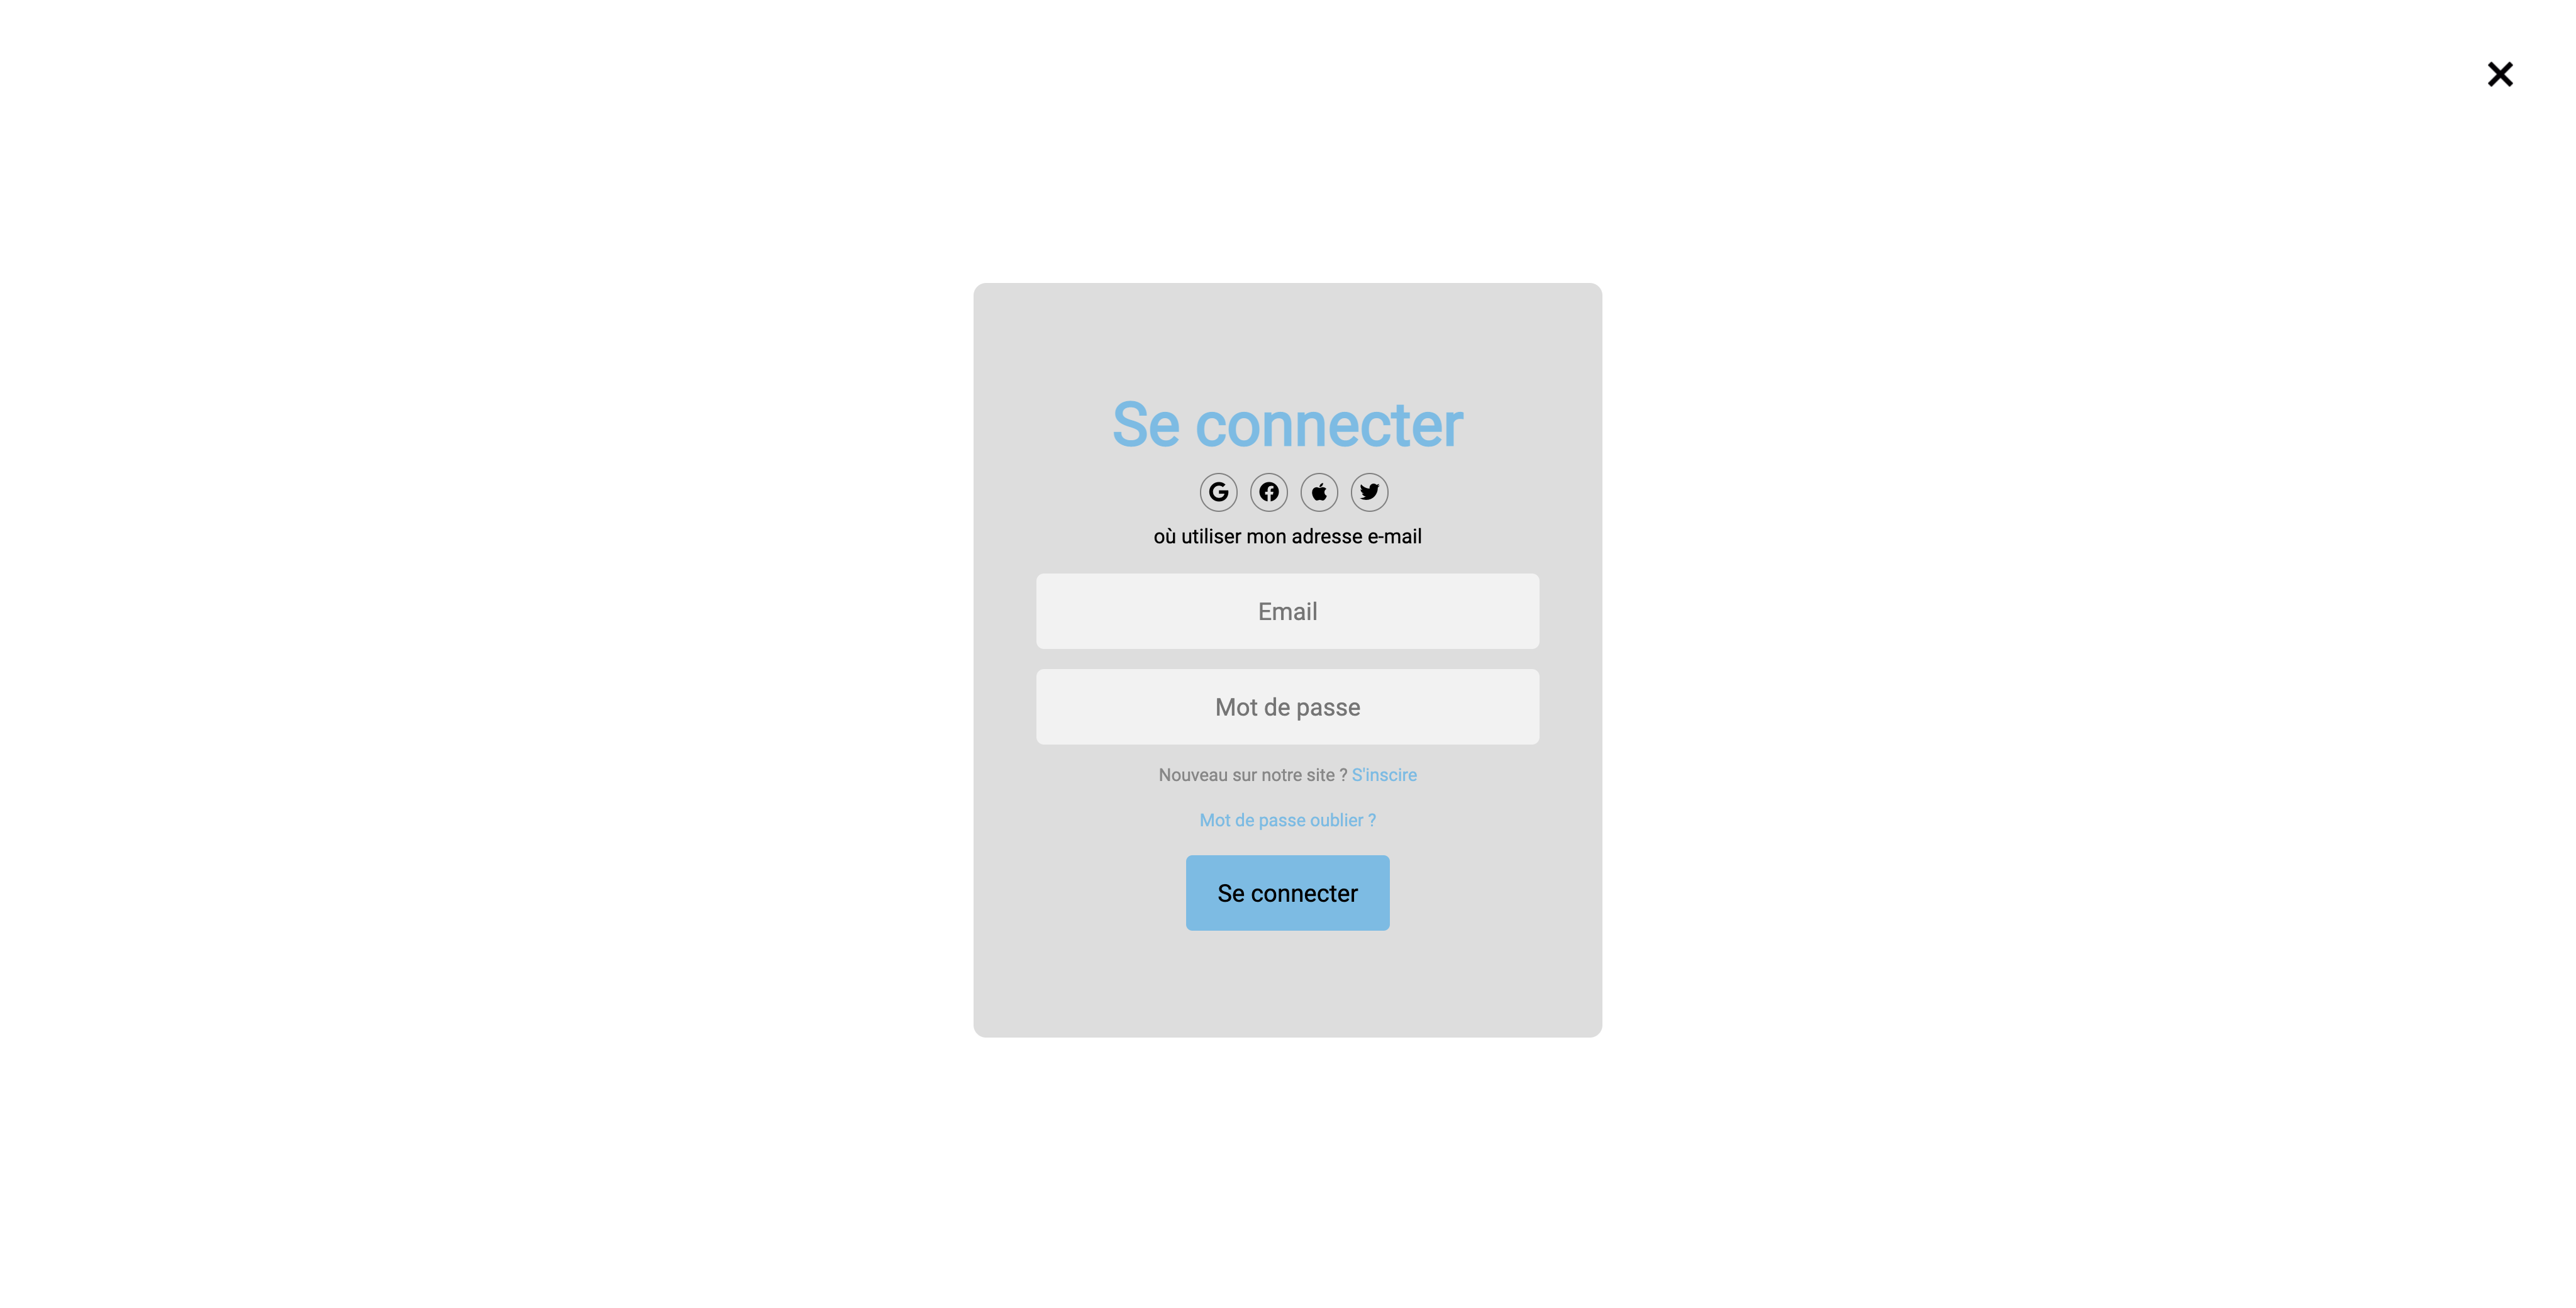 Se connecter
où utiliser mon adresse e-mail
Email
Mot de passe
Nouveau sur notre site ? S'inscire
Mot de passe oublier ?
Se connecter